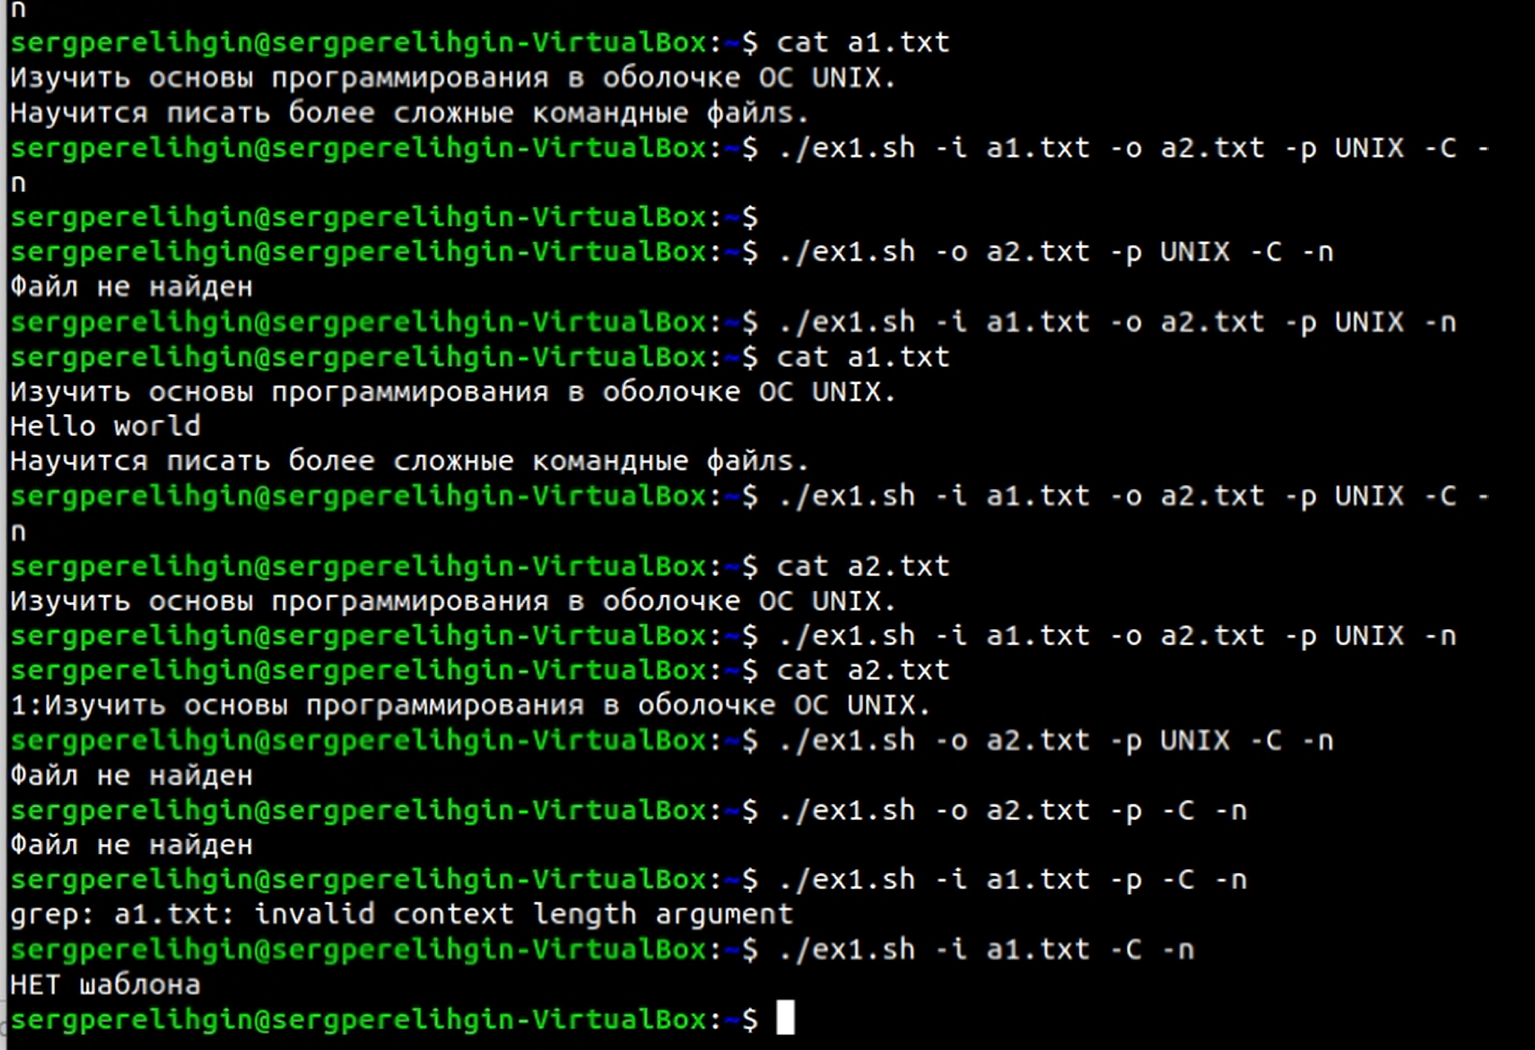 n
sergperelihgin@sergperelihgin-VirtualBox:~$ cat a1.txt
Изучить основы программирования в оболочке ОС UNIX.
Научится писать более сложные командные файлs.
sergperelihgin@sergperelihgin-VirtualBox:~$ ./ex1.sh -i a1.txt -o a2.txt -p UNIX -C -
n
sergperelihgin@sergperelihgin-VirtualBox:~$
sergperelihgin@sergperelihgin-VirtualBox:~$ ./ex1.sh -o a2.txt -p UNIX -C -n
Файл не найден
sergperelihgin@sergperelihgin-VirtualBox:~$ ./ex1.sh -i a1.txt -o a2.txt -p UNIX -n
sergperelihgin@sergperelihgin-VirtualBox:~$ cat a1.txt
Изучить основы программирования в оболочке ОС UNIX.
Hello world
Научится писать более сложные командные файлs.
sergperelihgin@sergperelihgin-VirtualBox:~$ ./ex1.sh -i a1.txt -o a2.txt -p UNIX -C -
n
sergperelihgin@sergperelihgin-VirtualBox:~$ cat a2.txt
Изучить основы программирования в оболочке ОС UNIX.
sergperelihgin@sergperelihgin-VirtualBox:~$ ./ex1.sh -i a1.txt -o a2.txt -p UNIX -n
sergperelihgin@sergperelihgin-VirtualBox:~$ cat a2.txt
1:Изучить основы программирования в оболочке ОС UNIX.
sergperelihgin@sergperelihgin-VirtualBox:~$ ./ex1.sh -o a2.txt -p UNIX -C -n
Файл не найден
sergperelihgin@sergperelihgin-VirtualBox:~$ ./ex1.sh -o a2.txt -p -C -n
Файл не найден
sergperelihgin@sergperelihgin-VirtualBox:~$ ./ex1.sh -i a1.txt -p -C -n
grep: a1.txt: invalid context length argument
sergperelihgin@sergperelihgin-VirtualBox:~$ ./ex1.sh -i a1.txt -C -n
НЕТ шаблона
sergperelihgin@sergperelihgin-VirtualBox:~$